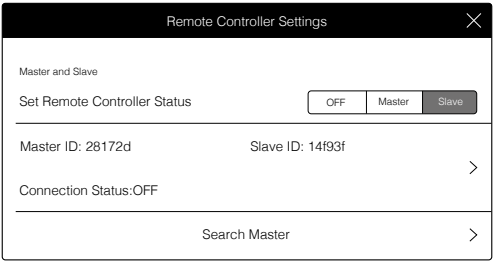 Remote Controller Settings
Master and Slave
Set Remote Controller Status OFF Master Slave
Master ID: 28172d Slave ID: 14f93f
Connection Status:OFF
Search Master